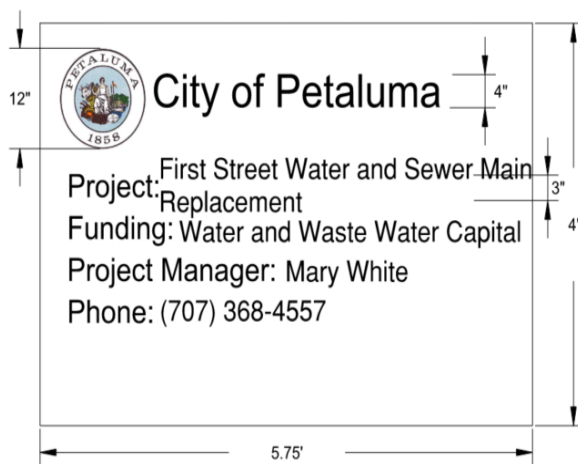 PETALUMA
1858
City of Petaluma
12"
4"
Project: First Street Water and Sewer Main
Replacement
3"
Funding: Water and Waste Water Capital
4'
Project Manager: Mary White
Phone: (707) 368-4557
5.75'